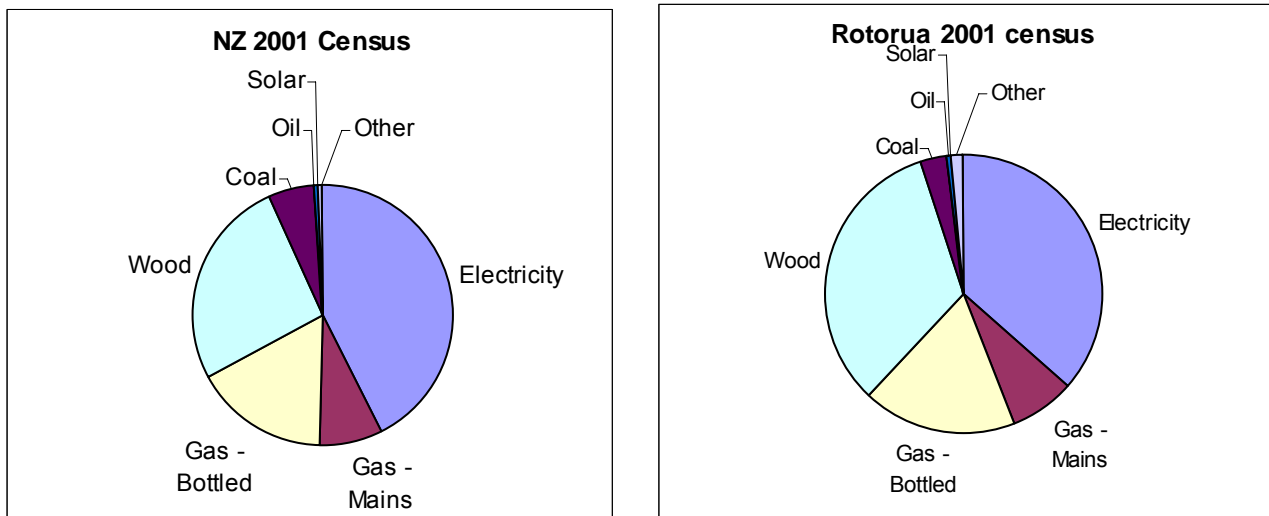 NZ 2001 Census
Solar
Oil
Other
Coal
Wood
Electricity
Gas -
Bottled
Gas -
Mains
Rotorua 2001 census
Solar
Oil
Other
Coal
Electricity
Wood
Gas -
Mains
Gas -
Bottled